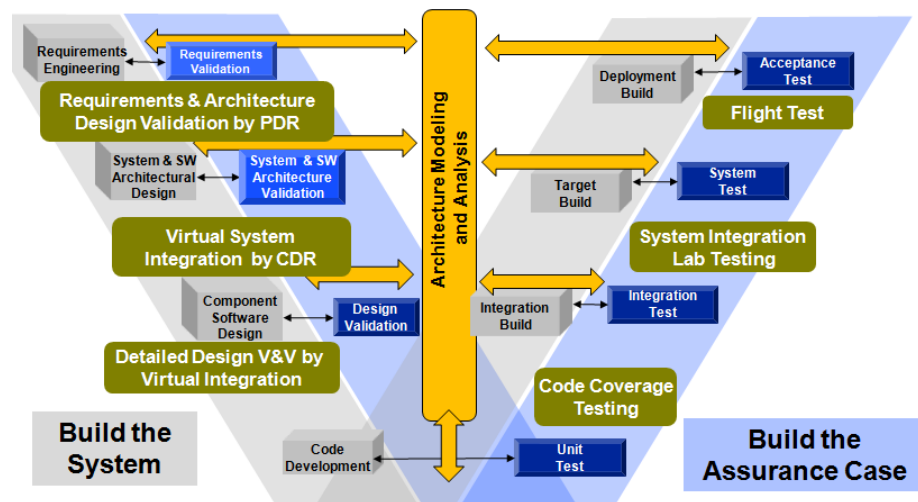 Requirements
Engineering
Requirements
Validation
Requirements & Architecture
Design Validation by PDR
System & SW
Architectural
Design
System & SW
Architecture
Validation
Virtual System
Integration by CDR
Component
Software
Design
Design
Validation
Detailed Design V&V by
Virtual Integration
Build the
System
Code
Development
Architecture Modeling
and Analysis
Deployment
Build
Acceptance
Test
Flight Test
Target
Build
System
Test
System Integration
Lab Testing
Integration
Build
Integration
Test
Code Coverage
Testing
Unit
Test
Build the
Assurance Case